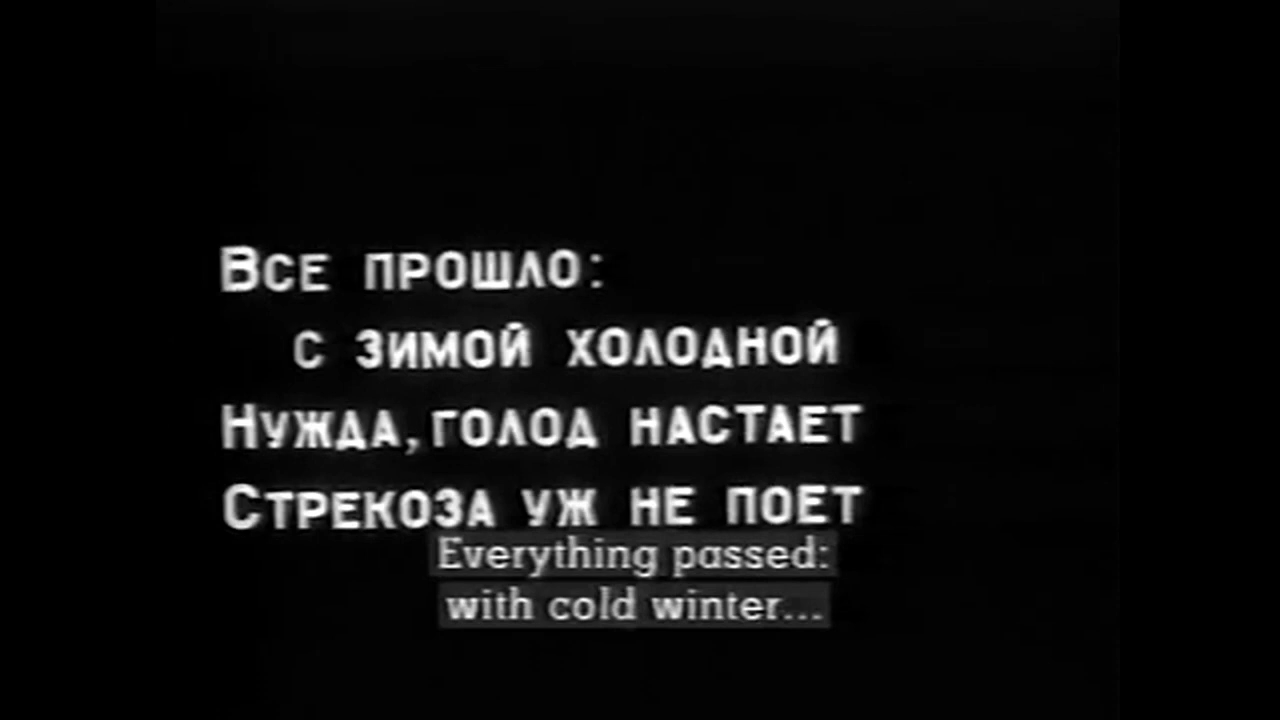 Все прошло:
с зимой холодной
Нужда, голод настает
Стрекоза уж не поет
Everything passed:
with cold winter...